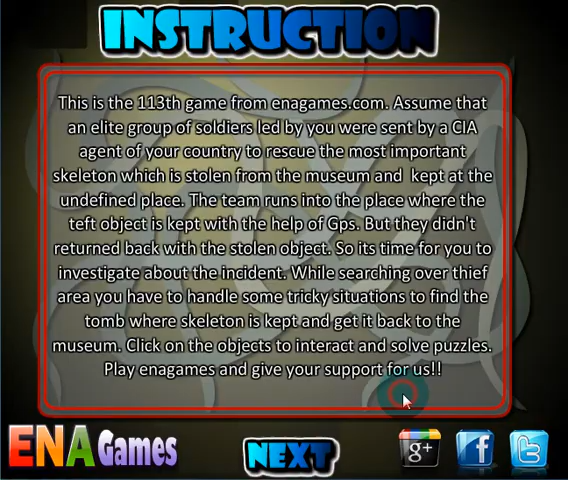 INSTRUCTION
This is the 113th game from enagames.com. Assume that
an elite group of soldiers led by you were sent by a CIA
agent of your country to rescue the most important
skeleton which is stolen from the museum and kept at the
undefined place. The team runs into the place where the
teft object is kept with the help of Gps. But they didn't
returned back with the stolen object. So its time for you to
investigate about the incident. While searching over thief
area you have to handle some tricky situations to find the
tomb where skeleton is kept and get it back to the
museum. Click on the objects to interact and solve puzzles.
Play enagames and give your support for us!!
ENA Games
NEXT
g+
f
t